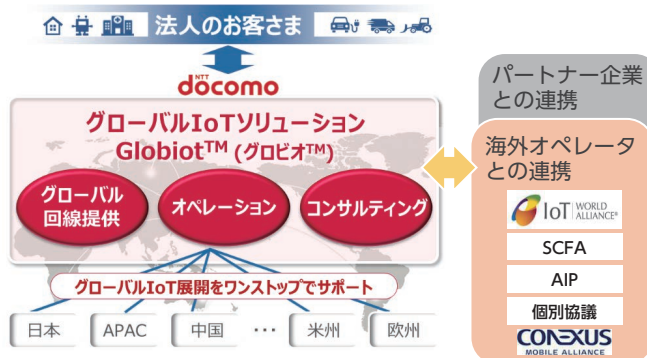 法人のお客さま
NTT
döcomo
グローバルIoTソリューション
Globiot™ (グロビオ™)
グローバル
回線提供
オペレーション
コンサルティング
グローバルIoT展開をワンストップでサポート
日本
APAC
中国
・・・
米州
欧州
パートナー企業
との連携
海外オペレータ
との連携
IoT WORLD
ALLIANCE®
SCFA
AIP
個別協議
CONEXUS
MOBILE ALLIANCE